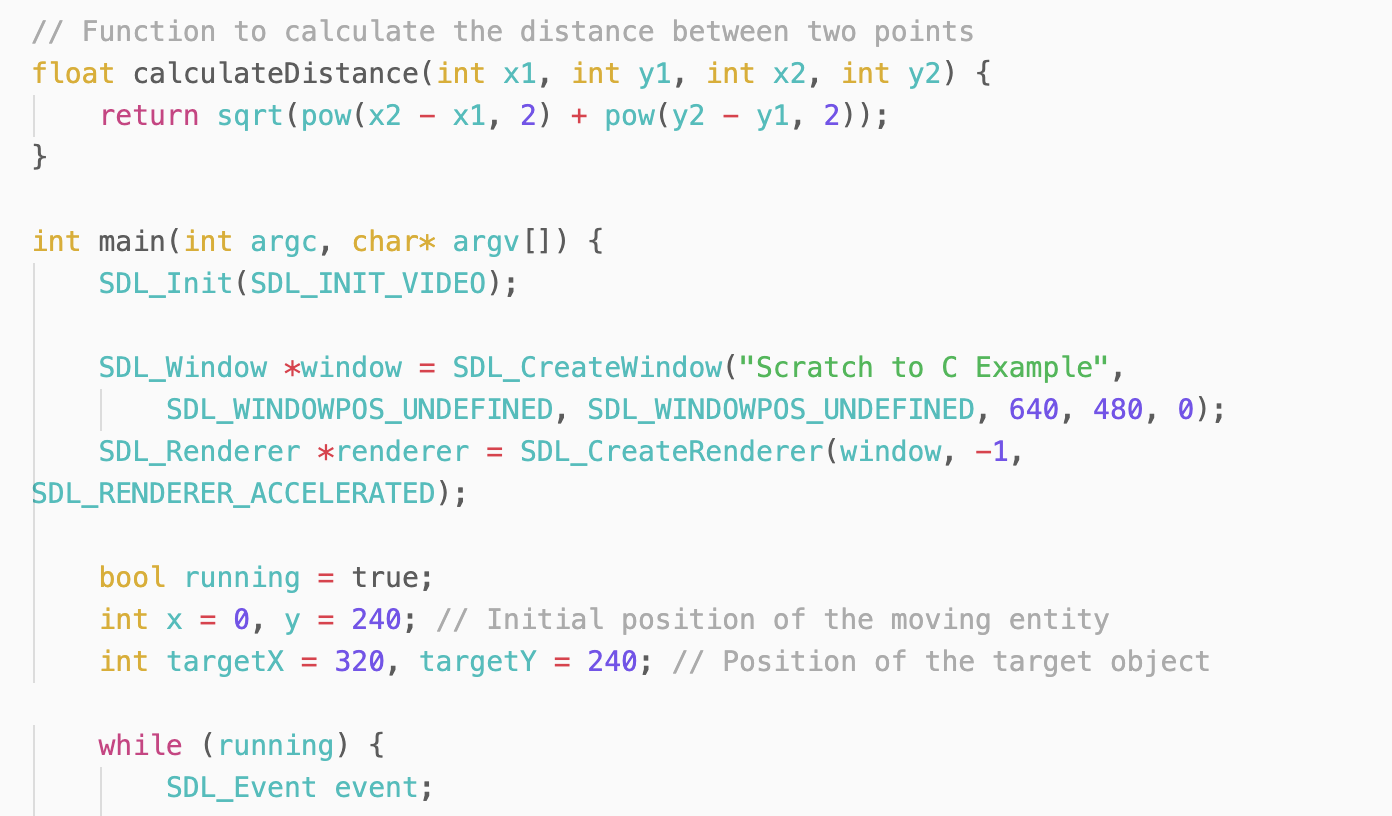 // Function to calculate the distance between two points
float calculateDistance(int x1, int y1, int x2, int y2) {
    return sqrt(pow(x2 - x1, 2) + pow(y2 - y1, 2));
}

int main(int argc, char* argv[]) {
    SDL_Init(SDL_INIT_VIDEO);

    SDL_Window *window = SDL_CreateWindow("Scratch to C Example",
        SDL_WINDOWPOS_UNDEFINED, SDL_WINDOWPOS_UNDEFINED, 640, 480, 0);
    SDL_Renderer *renderer = SDL_CreateRenderer(window, -1,
SDL_RENDERER_ACCELERATED);

    bool running = true;
    int x = 0, y = 240; // Initial position of the moving entity
    int targetX = 320, targetY = 240; // Position of the target object

    while (running) {
        SDL_Event event;